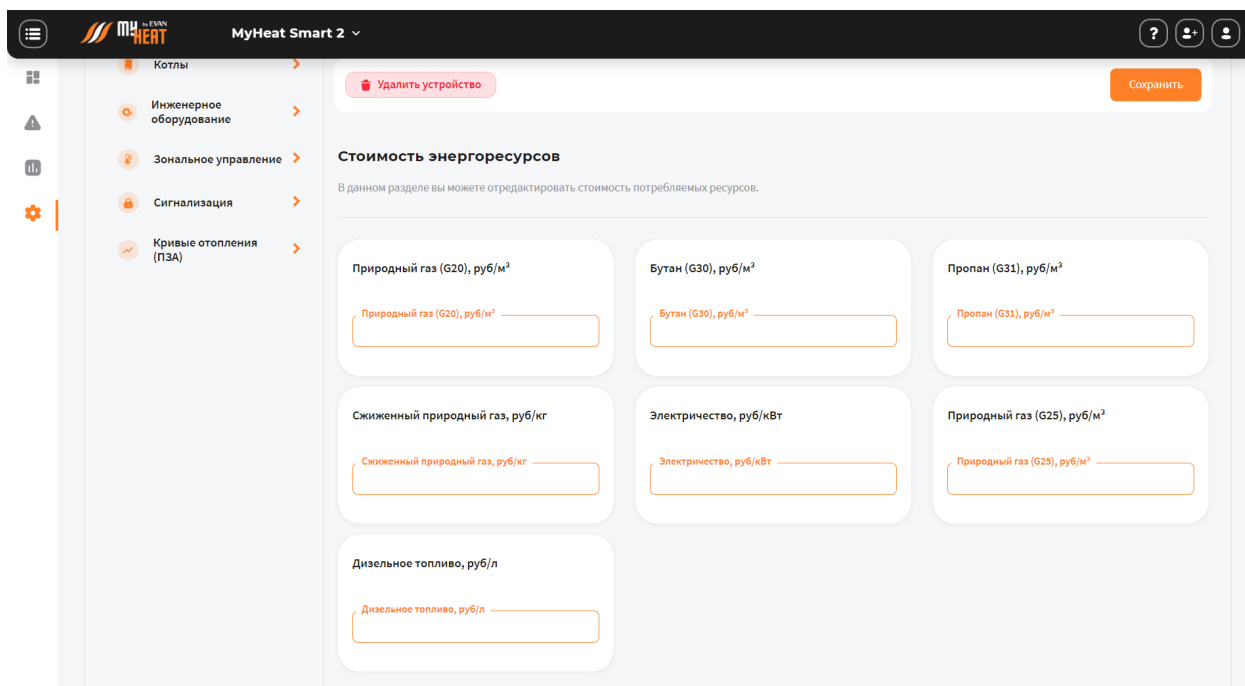 MYHEAT by EVAN
MyHeat Smart 2
?
Котлы
Инженерное
оборудование
Зональное управление
Сигнализация
Кривые отопления
(ПЗА)
Удалить устройство
Сохранить
Стоимость энергоресурсов
В данном разделе вы можете отредактировать стоимость потребляемых ресурсов.
Природный газ (G20), руб/м³
Природный газ (G20), руб/м³
Бутан (G30), руб/м³
Бутан (G30), руб/м³
Пропан (G31), руб/м³
Пропан (G31), руб/м³
Сжиженный природный газ, руб/кг
Сжиженный природный газ, руб/кг
Электричество, руб/кВт
Электричество, руб/кВт
Природный газ (G25), руб/м³
Природный газ (G25), руб/м³
Дизельное топливо, руб/л
Дизельное топливо, руб/л